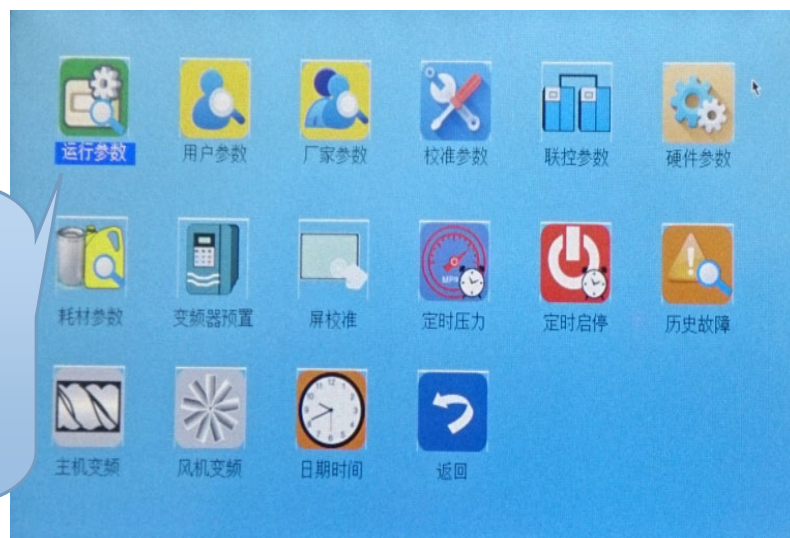 运行参数
用户参数
厂家参数
校准参数
联控参数
硬件参数
耗材参数
变频器预置
屏校准
定时压力
定时启停
历史故障
主机变频
风机变频
日期时间
返回